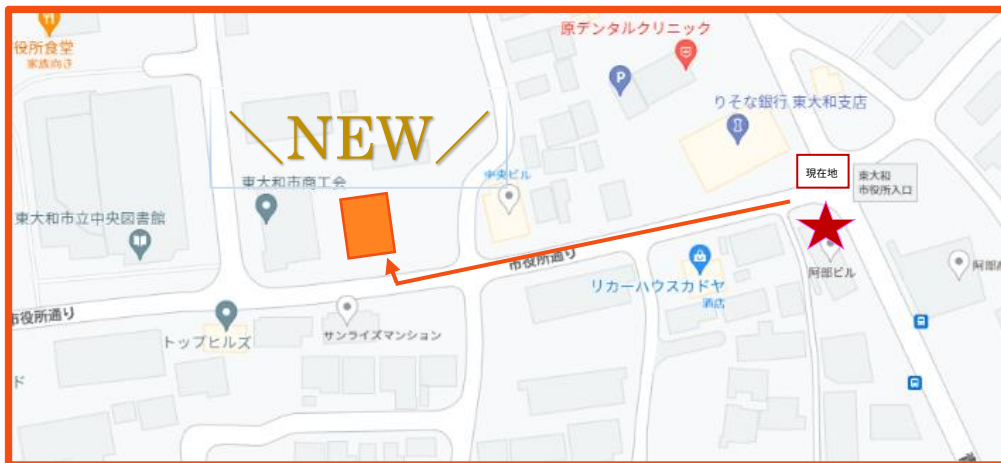 役所食堂
家族向き
原デンタルクリニック
りそな銀行 東大和支店
＼NEW／
現在地
東大和
市役所入口
中央ビル
東大和市商工会
東大和市立中央図書館
市役所通り
阿部ビル
リカーハウスカドヤ
酒店
市役所通り
トップヒルズ
サンライズマンション
ド